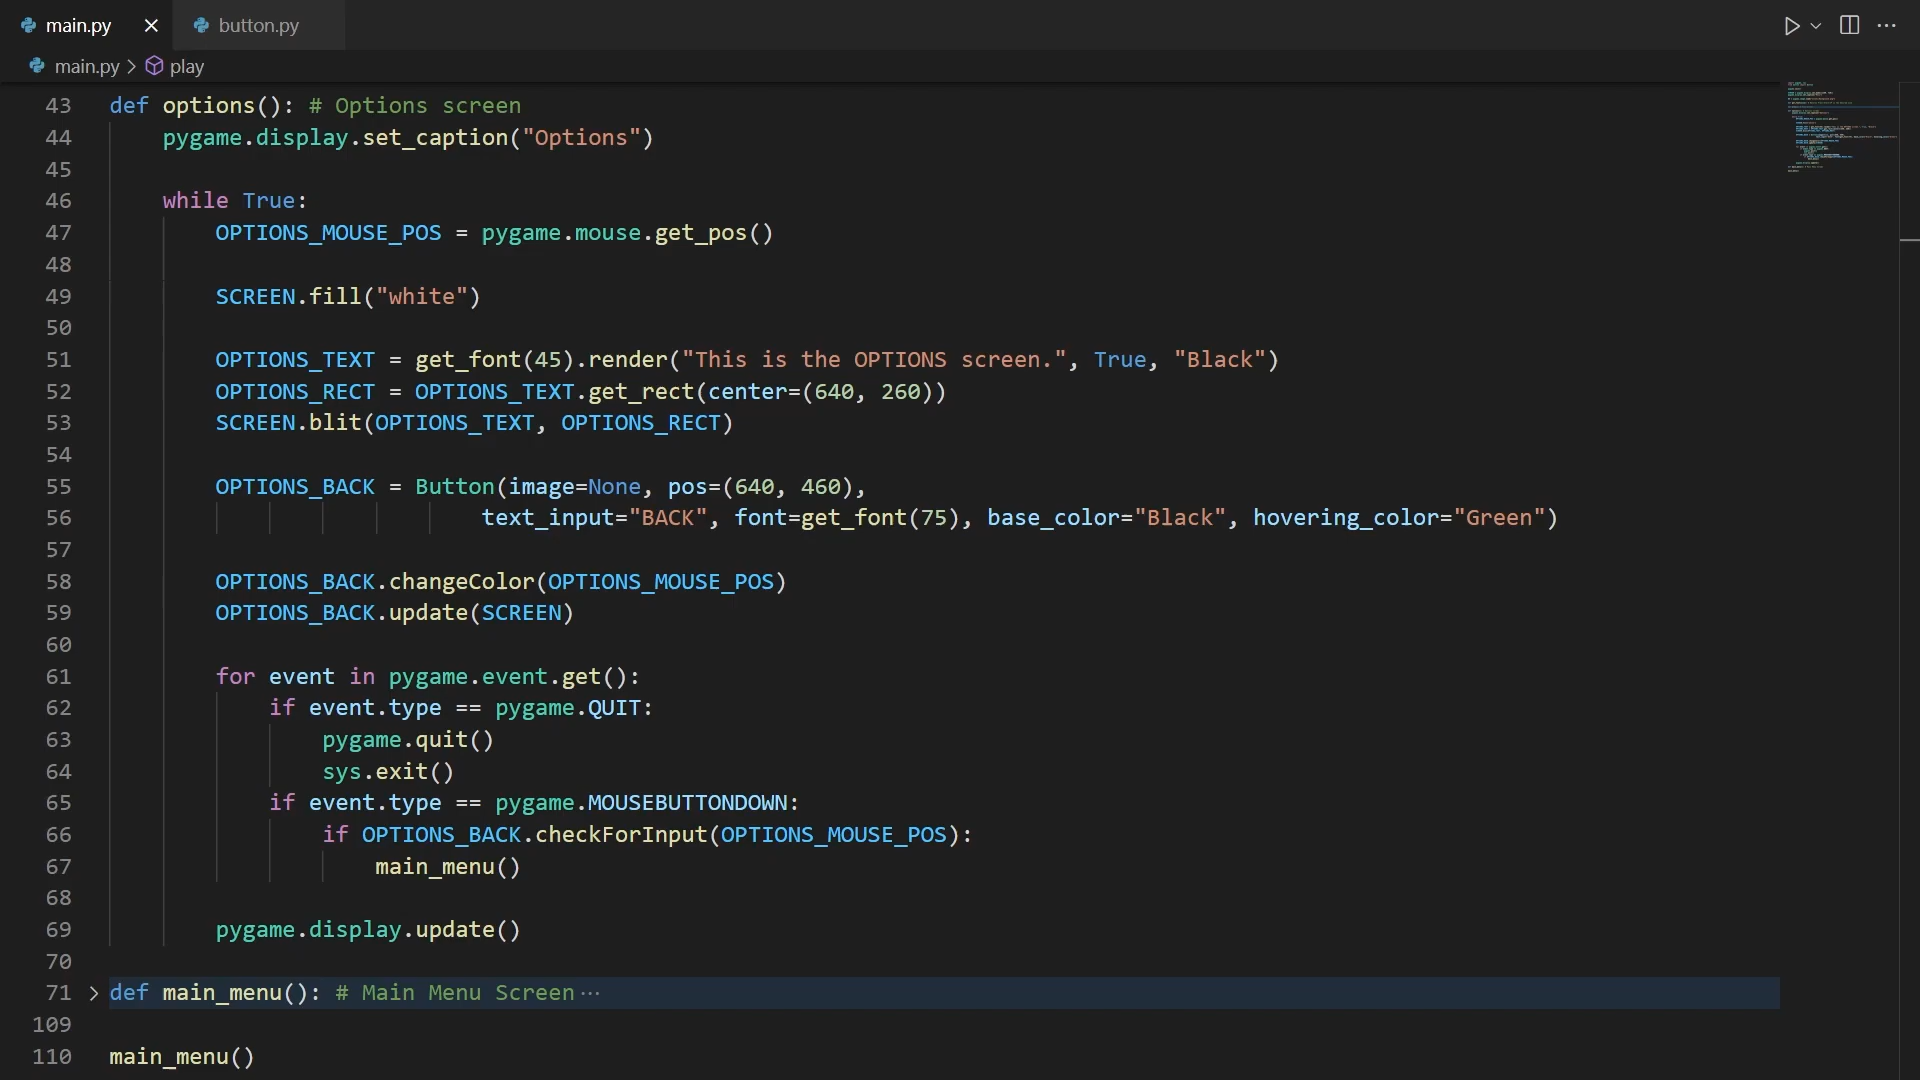 main.py
button.py
main.py > play
43 def options(): # Options screen
44 pygame.display.set_caption("Options")
45
46 while True:
47 OPTIONS_MOUSE_POS = pygame.mouse.get_pos()
48
49 SCREEN.fill("white")
50
51 OPTIONS_TEXT = get_font(45).render("This is the OPTIONS screen.", True, "Black")
52 OPTIONS_RECT = OPTIONS_TEXT.get_rect(center=(640, 260))
53 SCREEN.blit(OPTIONS_TEXT, OPTIONS_RECT)
54
55 OPTIONS_BACK = Button(image=None, pos=(640, 460),
56 text_input="BACK", font=get_font(75), base_color="Black", hovering_color="Green")
57
58 OPTIONS_BACK.changeColor(OPTIONS_MOUSE_POS)
59 OPTIONS_BACK.update(SCREEN)
60
61 for event in pygame.event.get():
62 if event.type == pygame.QUIT:
63 pygame.quit()
64 sys.exit()
65 if event.type == pygame.MOUSEBUTTONDOWN:
66 if OPTIONS_BACK.checkForInput(OPTIONS_MOUSE_POS):
67 main_menu()
68
69 pygame.display.update()
70
71 def main_menu(): # Main Menu Screen ···
109
110 main_menu()